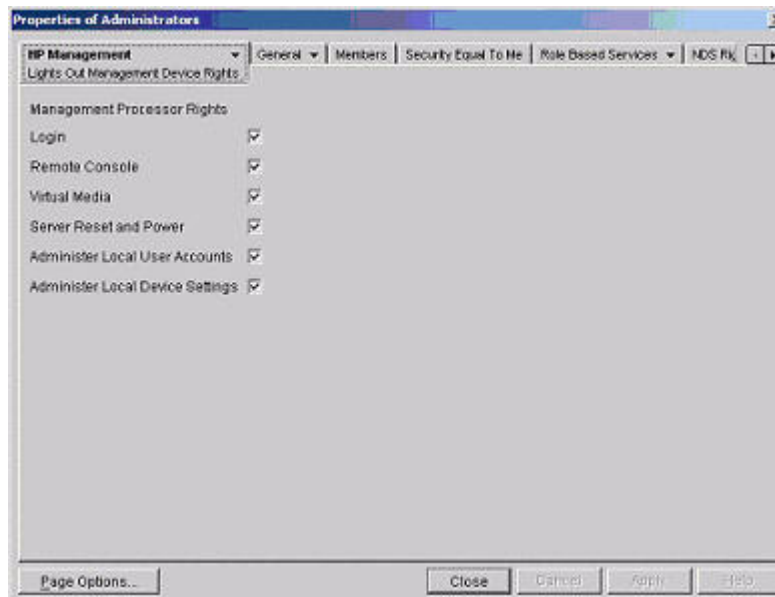 Properties of Administrators
HP Management
General
Members
Security Equal To Me
Role Based Services
NDS
Lights Out Management Device Rights
Management Processor Rights
Login
Remote Console
Virtual Media
Server Reset and Power
Administer Local User Accounts
Administer Local Device Settings
Page Options...
Close
Cancel
Apply
Help